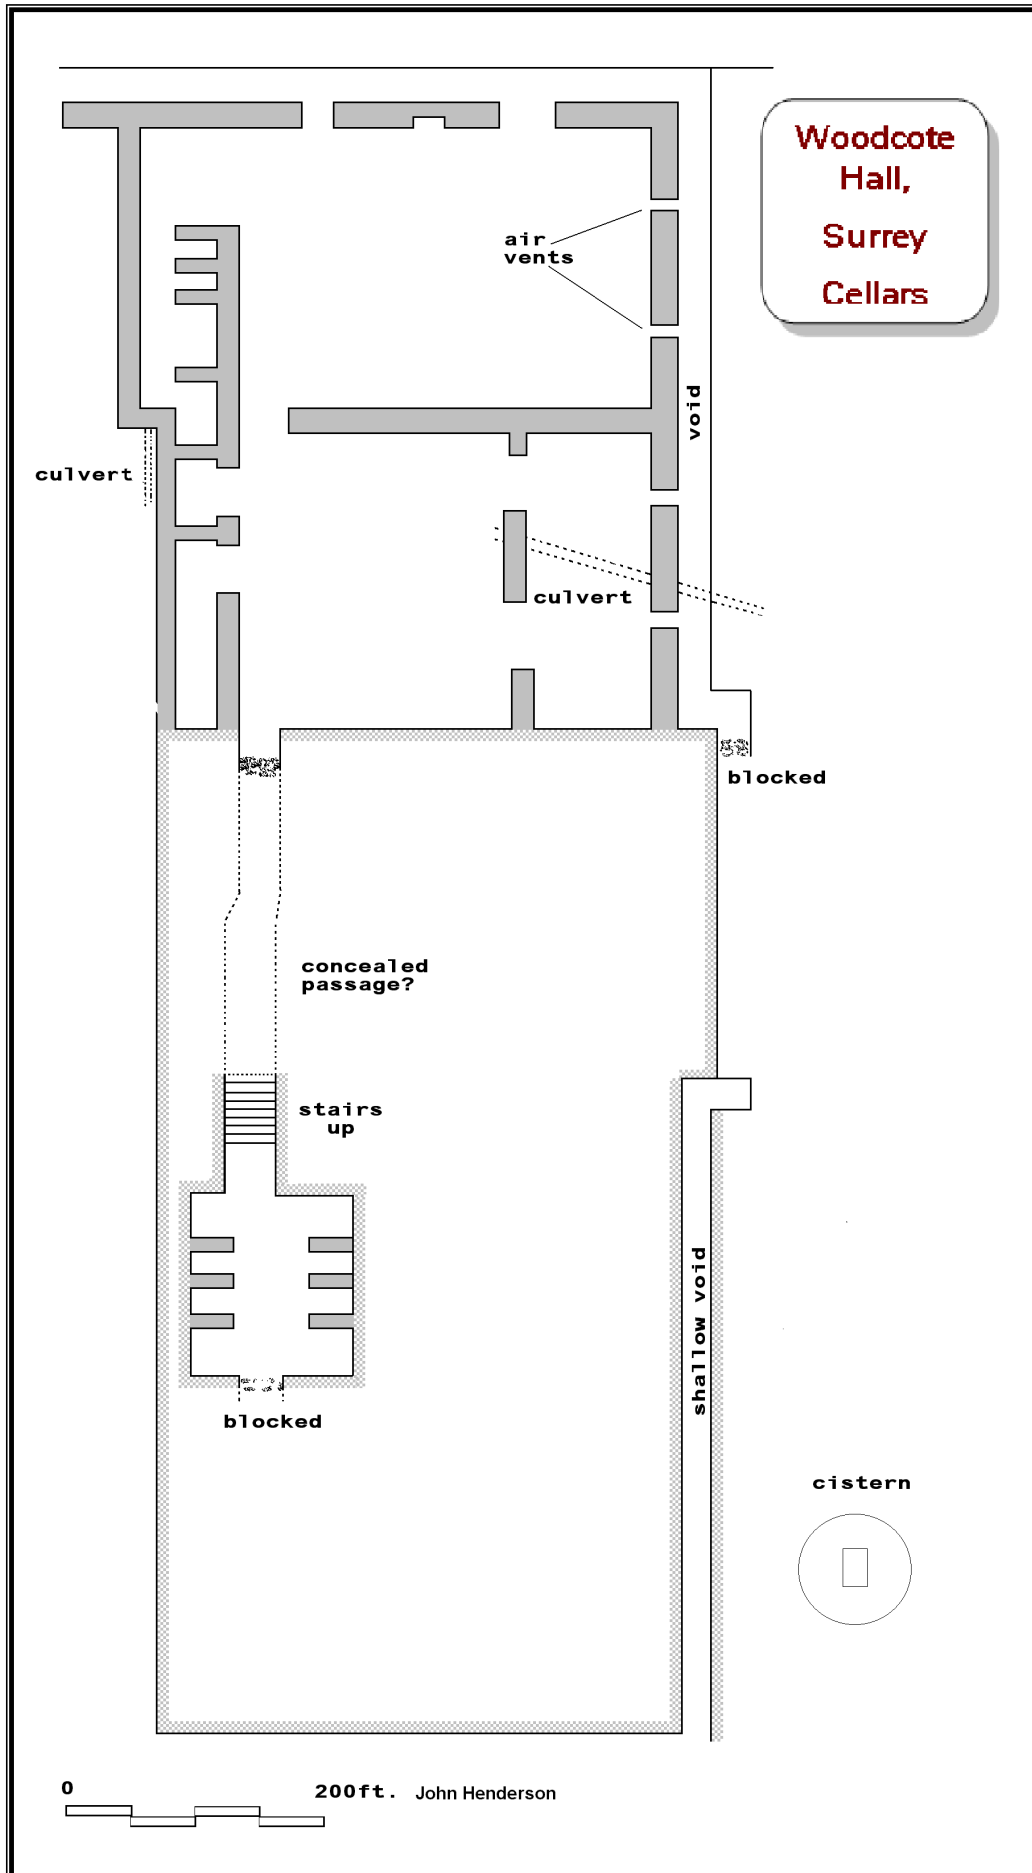 Woodcote
Hall,
Surrey
Cellars
air
vents
void
culvert
culvert
blocked
concealed
passage?
stairs
up
shallow void
blocked
cistern
0
200ft. John Henderson